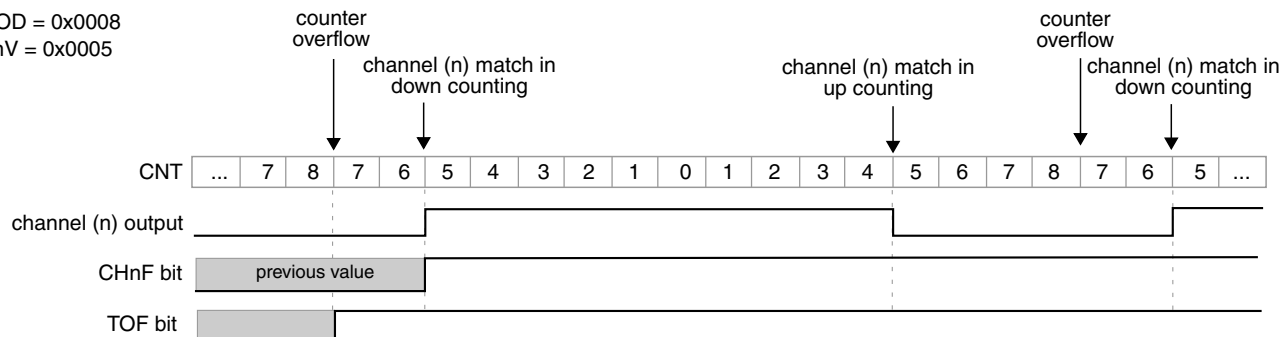 OD = 0x0008
nV = 0x0005
counter
overflow
channel (n) match in
down counting
channel (n) match in
up counting
counter
overflow
channel (n) match in
down counting
CNT ... 7 8 7 6 5 4 3 2 1 0 1 2 3 4 5 6 7 8 7 6 5 ...
channel (n) output
CHnF bit previous value
TOF bit